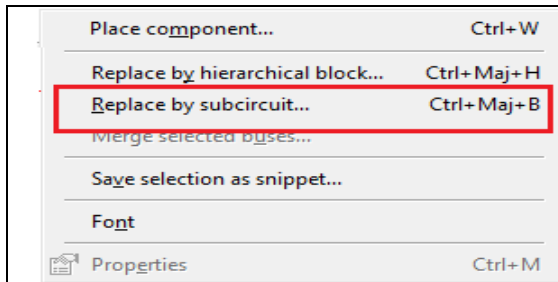 Place component... Ctrl+W
Replace by hierarchical block... Ctrl+Maj+H
Replace by subcircuit... Ctrl+Maj+B
Merge selected buses...
Save selection as snippet...
Font
Properties Ctrl+M